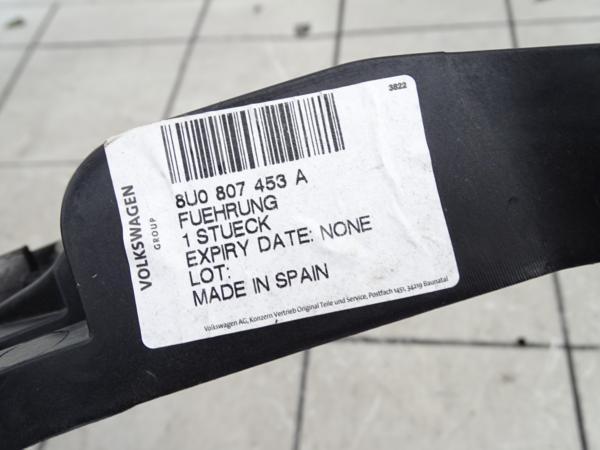 3822
8U0 807 453 A
FUEHRUNG
1 STUECK
EXPIRY DATE: NONE
LOT:
MADE IN SPAIN
VOLKSWAGEN
GROUP
Volkswagen AG, Konzern Vertrieb Original Teile und Service, Postfach 1451, 34219 Baunatal